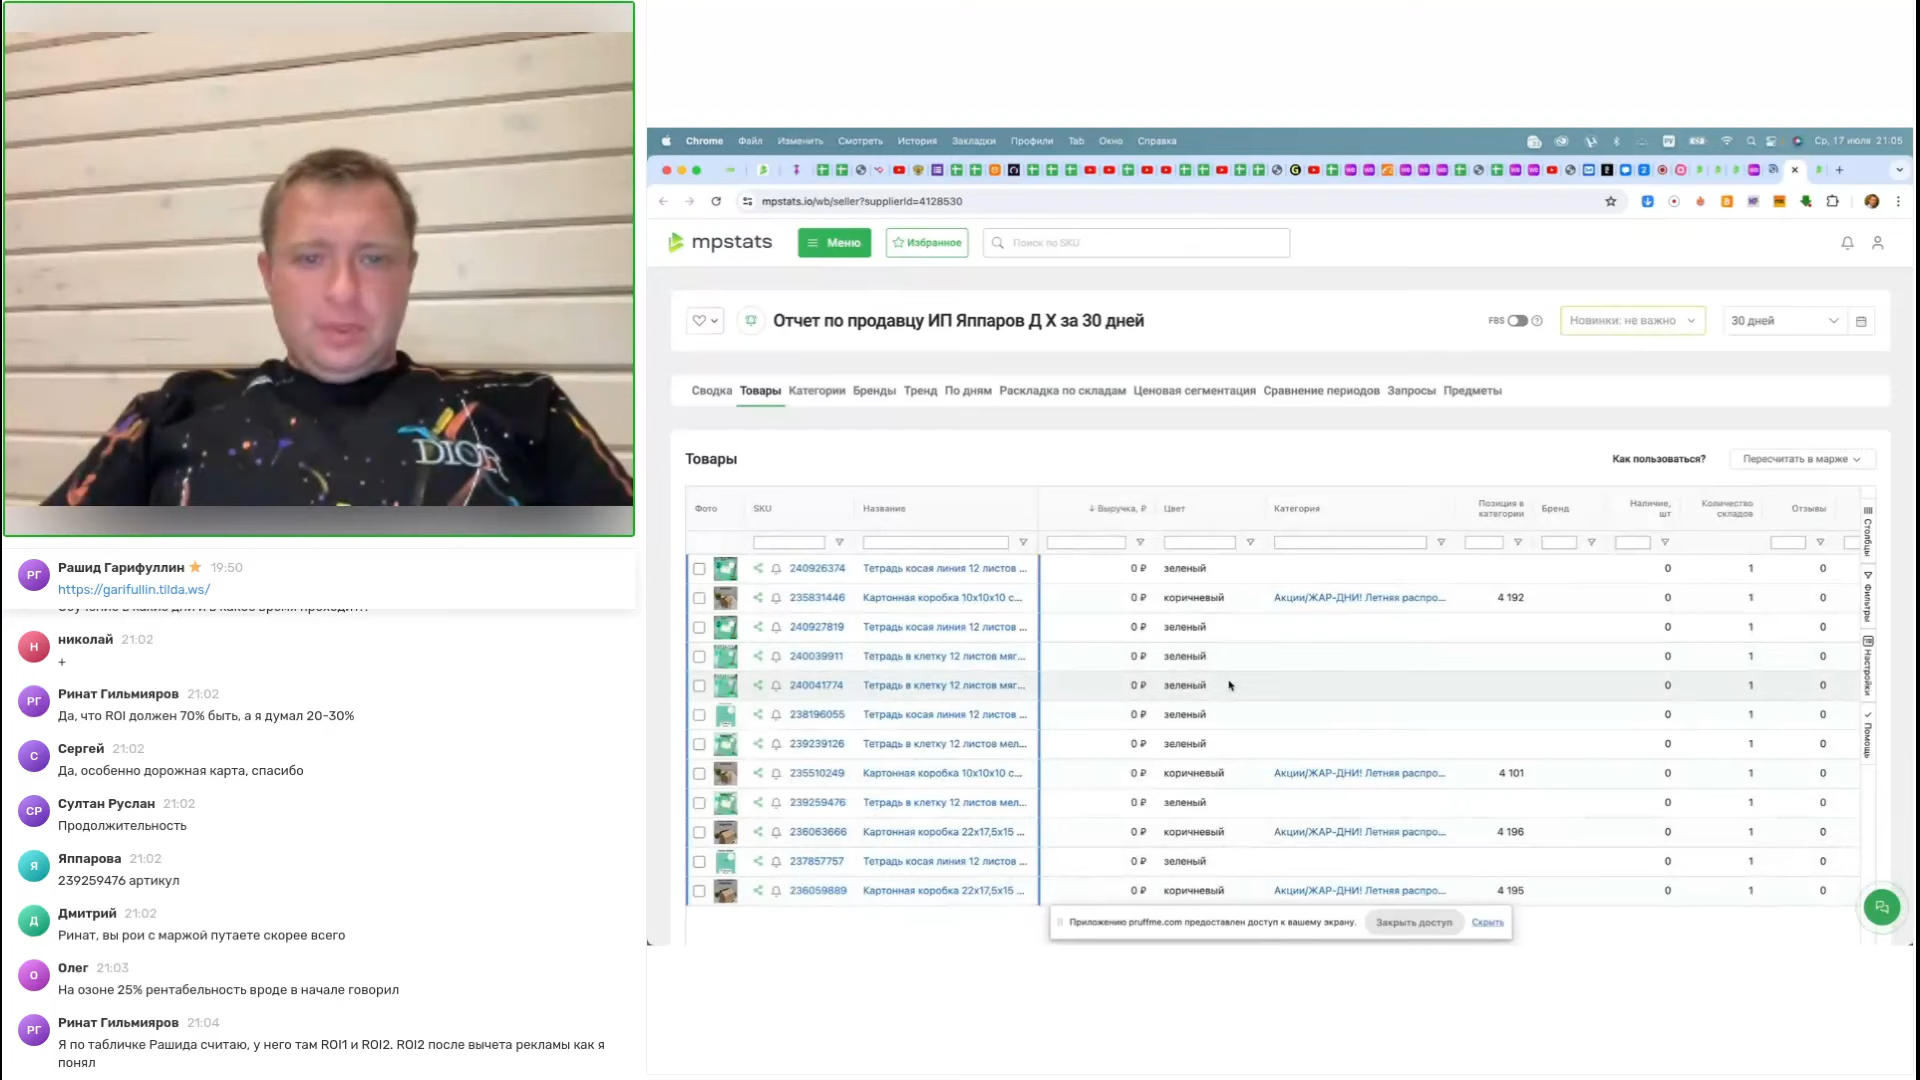 DIOR
Рашид Гарифуллин 19:50
https://garifullin.tilda.ws/
РГ
николай 21:02
Н
+
Ринат Гильмияров 21:02
РГ
Да, что ROI должен 70% быть, а я думал 20-30%
Сергей 21:02
С
Да, особенно дорожная карта, спасибо
Султан Руслан 21:02
СР
Продолжительность
Яппарова 21:02
Я
239259476 артикул
Дмитрий 21:02
Д
Ринат, вы рои с маржой путаете скорее всего
Олег 21:03
О
На озоне 25% рентабельность вроде в начале говорил
Ринат Гильмияров 21:04
РГ
Я по табличке Рашида считаю, у него там ROI1 и ROI2. ROI2 после вычета рекламы как я
понял
Chrome Файл Изменить Смотреть История Закладки Профили Tab Окно Справка Ср, 17 июля 21:05
mpstats.io/wb/seller?supplierId=4128530
mpstats Меню Избранное Поиск по SKU
Отчет по продавцу ИП Яппаров Д Х за 30 дней FBS Новинки: не важно 30 дней
Сводка Товары Категории Бренды Тренд По дням Раскладка по складам Ценовая сегментация Сравнение периодов Запросы Предметы
Товары Как пользоваться? Пересчитать в марже
Фото SKU Название ↓ Выручка, ₽ Цвет Категория Позиция в категории Бренд Наличие, шт Количество складов Отзывы
240926374 Тетрадь косая линия 12 листов ... 0 ₽ зеленый 0 1 0
235831446 Картонная коробка 10х10х10 с... 0 ₽ коричневый Акции/ЖАР-ДНИ! Летняя распро... 4 192 0 1 0
240927819 Тетрадь косая линия 12 листов ... 0 ₽ зеленый 0 1 0
240039911 Тетрадь в клетку 12 листов мяг... 0 ₽ зеленый 0 1 0
240041774 Тетрадь в клетку 12 листов мяг... 0 ₽ зеленый 0 1 0
238196055 Тетрадь косая линия 12 листов ... 0 ₽ зеленый 0 1 0
239239126 Тетрадь в клетку 12 листов мел... 0 ₽ зеленый 0 1 0
235510249 Картонная коробка 10х10х10 с... 0 ₽ коричневый Акции/ЖАР-ДНИ! Летняя распро... 4 101 0 1 0
239259476 Тетрадь в клетку 12 листов мел... 0 ₽ зеленый 0 1 0
236063666 Картонная коробка 22х17,5х15 ... 0 ₽ коричневый Акции/ЖАР-ДНИ! Летняя распро... 4 196 0 1 0
237857757 Тетрадь косая линия 12 листов ... 0 ₽ зеленый 0 1 0
236059889 Картонная коробка 22х17,5х15 ... 0 ₽ коричневый Акции/ЖАР-ДНИ! Летняя распро... 4 195 0 1 0
Столбцы
Фильтры
Настройки
Помощь
Приложению pruffme.com предоставлен доступ к вашему экрану. Закрыть доступ Скрыть